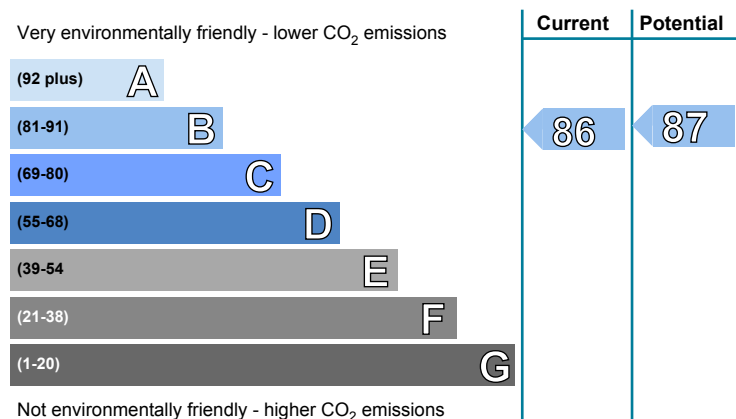 Very environmentally friendly - lower CO₂ emissions
Current
Potential
(92 plus) A
(81-91) B
86
87
(69-80) C
(55-68) D
(39-54 E
(21-38) F
(1-20) G
Not environmentally friendly - higher CO₂ emissions